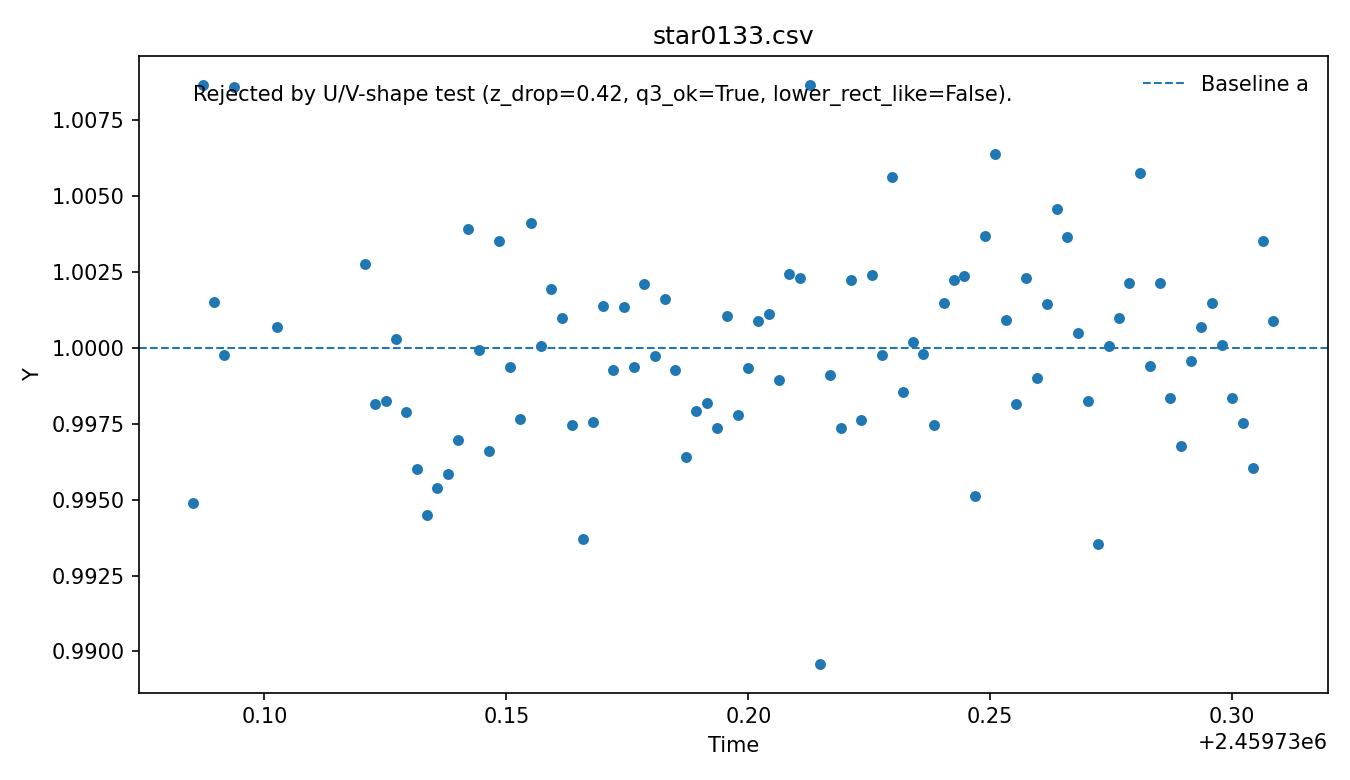 star0133.csv
Rejected by U/V-shape test (z_drop=0.42, q3_ok=True, lower_rect_like=False).
Baseline a
1.0075
1.0050
1.0025
1.0000
0.9975
0.9950
0.9925
0.9900
Y
0.10 0.15 0.20 0.25 0.30
Time
+2.45973e6